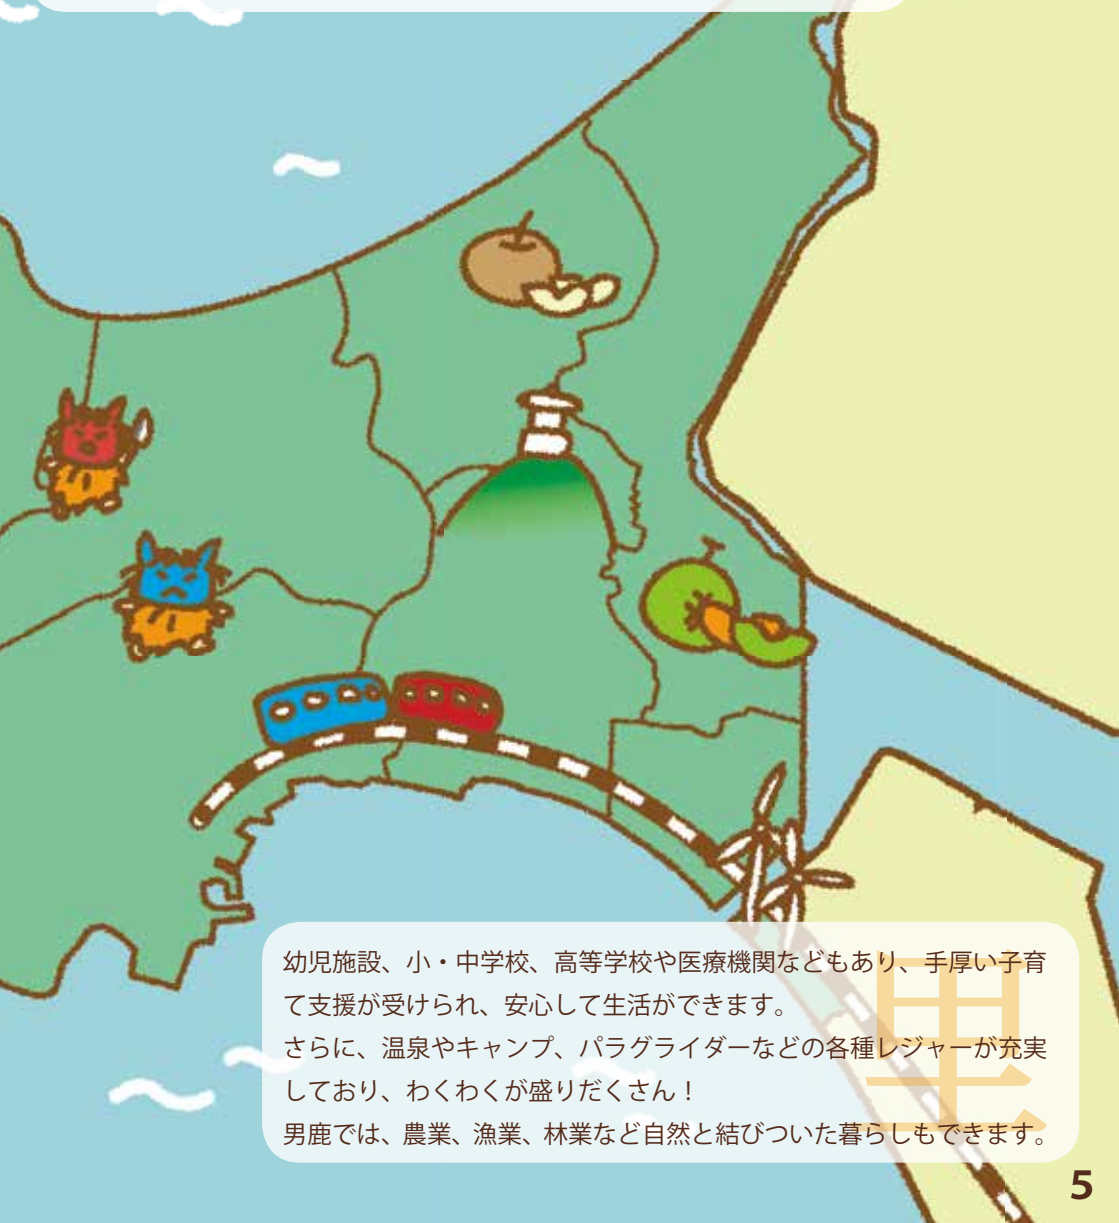 幼児施設、小・中学校、高等学校や医療機関などもあり、手厚い子育
て支援が受けられ、安心して生活ができます。
さらに、温泉やキャンプ、パラグライダーなどの各種レジャーが充実
しており、わくわくが盛りだくさん！
男鹿では、農業、漁業、林業など自然と結びついた暮らしもできます。
里
5